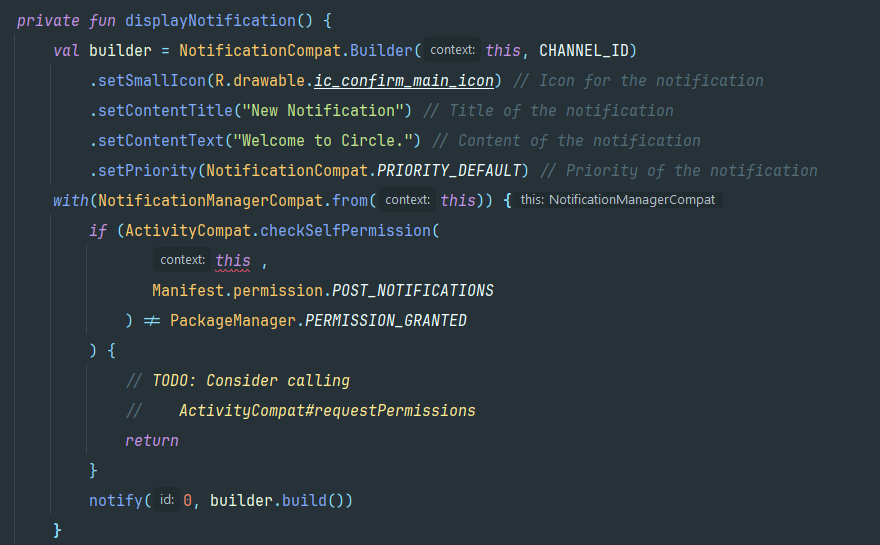 private fun displayNotification() {
val builder = NotificationCompat.Builder( context: this, CHANNEL_ID)
.setSmallIcon(R.drawable.ic_confirm_main_icon) // Icon for the notification
.setContentTitle("New Notification") // Title of the notification
.setContentText("Welcome to Circle.") // Content of the notification
.setPriority(NotificationCompat.PRIORITY_DEFAULT) // Priority of the notification
with(NotificationManagerCompat.from( context: this)) { this: NotificationManagerCompat
if (ActivityCompat.checkSelfPermission(
context: this ,
Manifest.permission.POST_NOTIFICATIONS
) != PackageManager.PERMISSION_GRANTED
) {
// TODO: Consider calling
//    ActivityCompat#requestPermissions
return
}
notify( id: 0, builder.build())
}